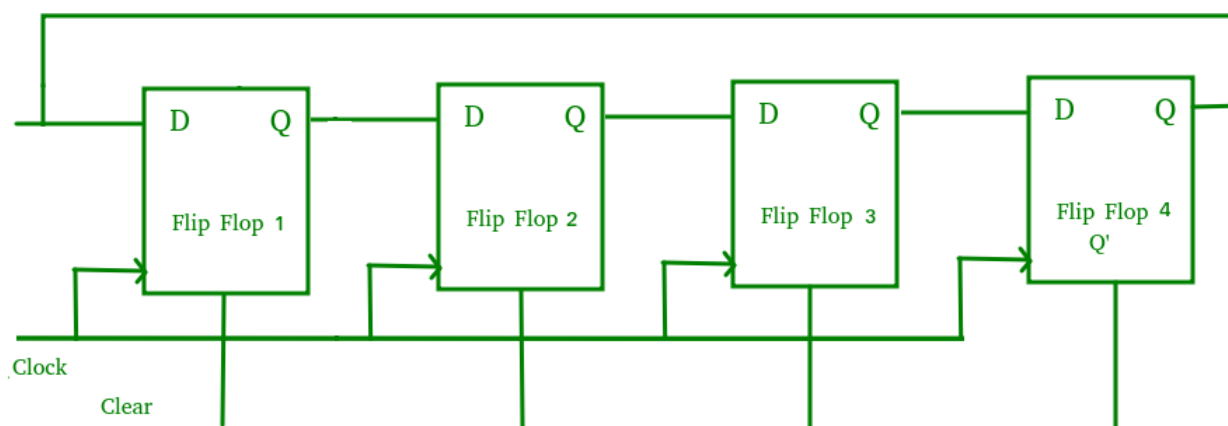 D Q
D Q
D Q
D Q
Flip Flop 1
Flip Flop 2
Flip Flop 3
Flip Flop 4
Q'
Clock
Clear